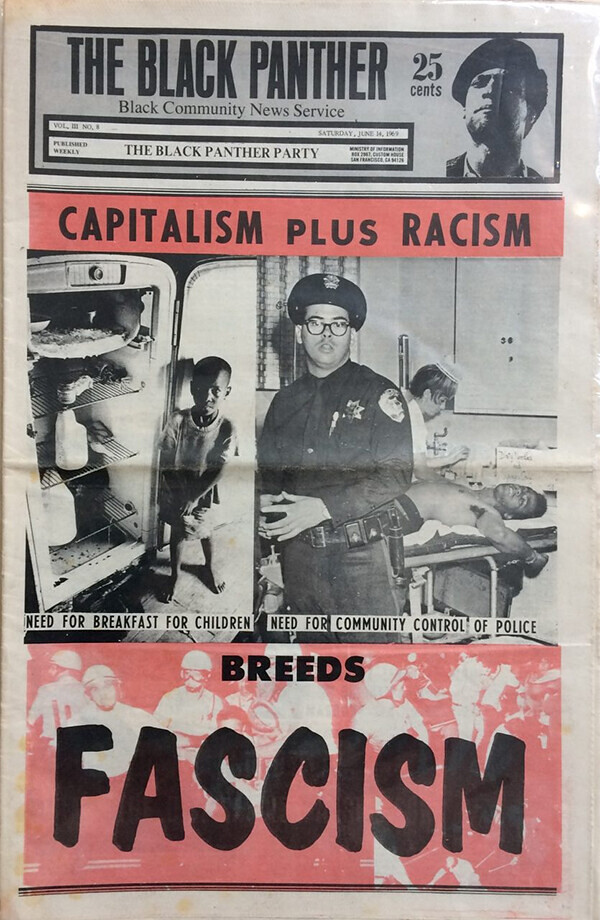 THE BLACK PANTHER
25
cents
Black Community News Service
VOL. III NO. 8
SATURDAY, JUNE 14, 1969
PUBLISHED
WEEKLY
THE BLACK PANTHER PARTY
MINISTRY OF INFORMATION
BOX 2967, CUSTOM HOUSE
SAN FRANCISCO, CA 94126
CAPITALISM PLUS RACISM
NEED FOR BREAKFAST FOR CHILDREN
NEED FOR COMMUNITY CONTROL OF POLICE
BREEDS
FASCISM